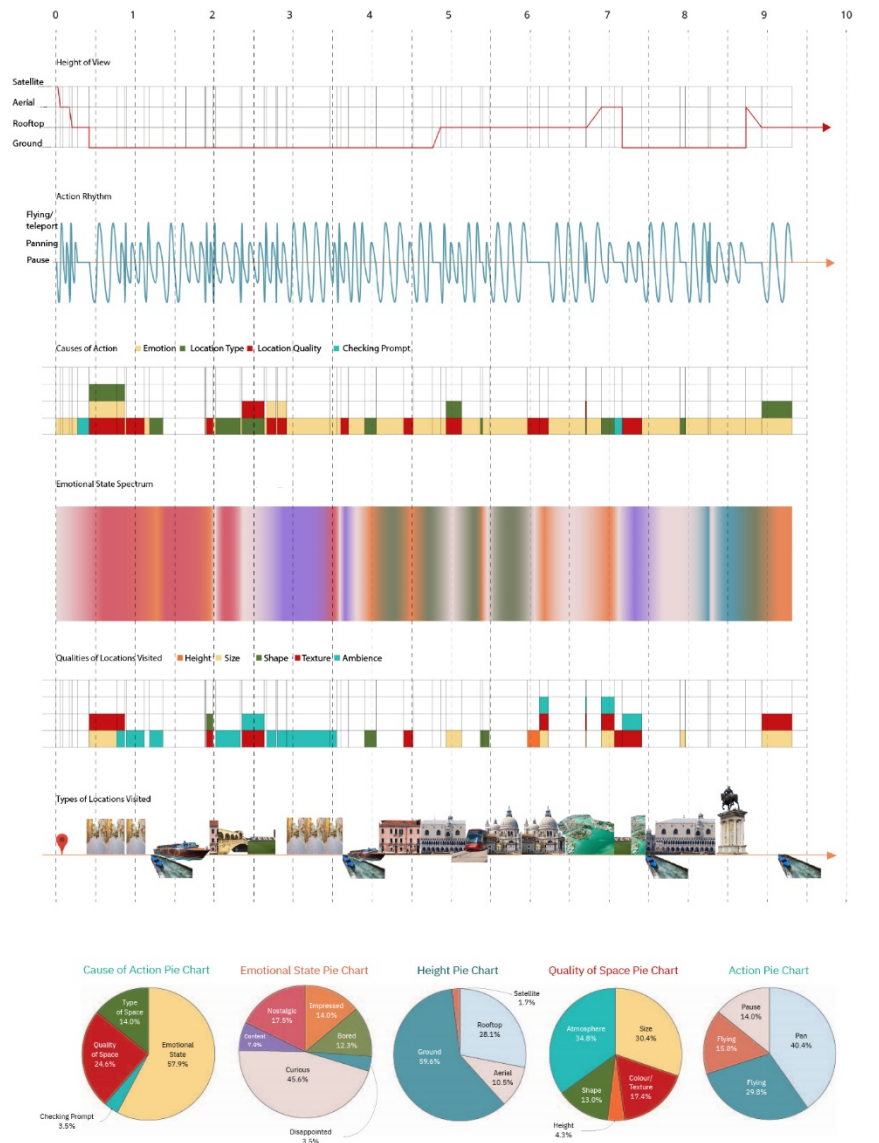 0 1 2 3 4 5 6 7 8 9 10
Height of View
Satellite
Aerial
Rooftop
Ground
Action Rhythm
Flying/
teleport
Panning
Pause
Causes of Action Emotion Location Type Location Quality Checking Prompt
Emotional State Spectrum
Qualities of Locations Visited Height Size Shape Texture Ambience
Types of Locations Visited
Cause of Action Pie Chart
Type
of Space
14.0%
Quality
of Space
24.6%
Emotional
State
57.9%
Checking Prompt
3.5%
Emotional State Pie Chart
Nostalgic
17.5%
Impressed
14.0%
Bored
12.3%
Content
7.0%
Curious
45.6%
Disappointed
3.5%
Height Pie Chart
Satellite
1.7%
Rooftop
28.1%
Ground
59.6%
Aerial
10.5%
Quality of Space Pie Chart
Atmosphere
34.8%
Size
30.4%
Shape
13.0%
Colour/
Texture
17.4%
Height
4.3%
Action Pie Chart
Pause
14.0%
Pan
40.4%
Flying
15.8%
Flying
29.8%